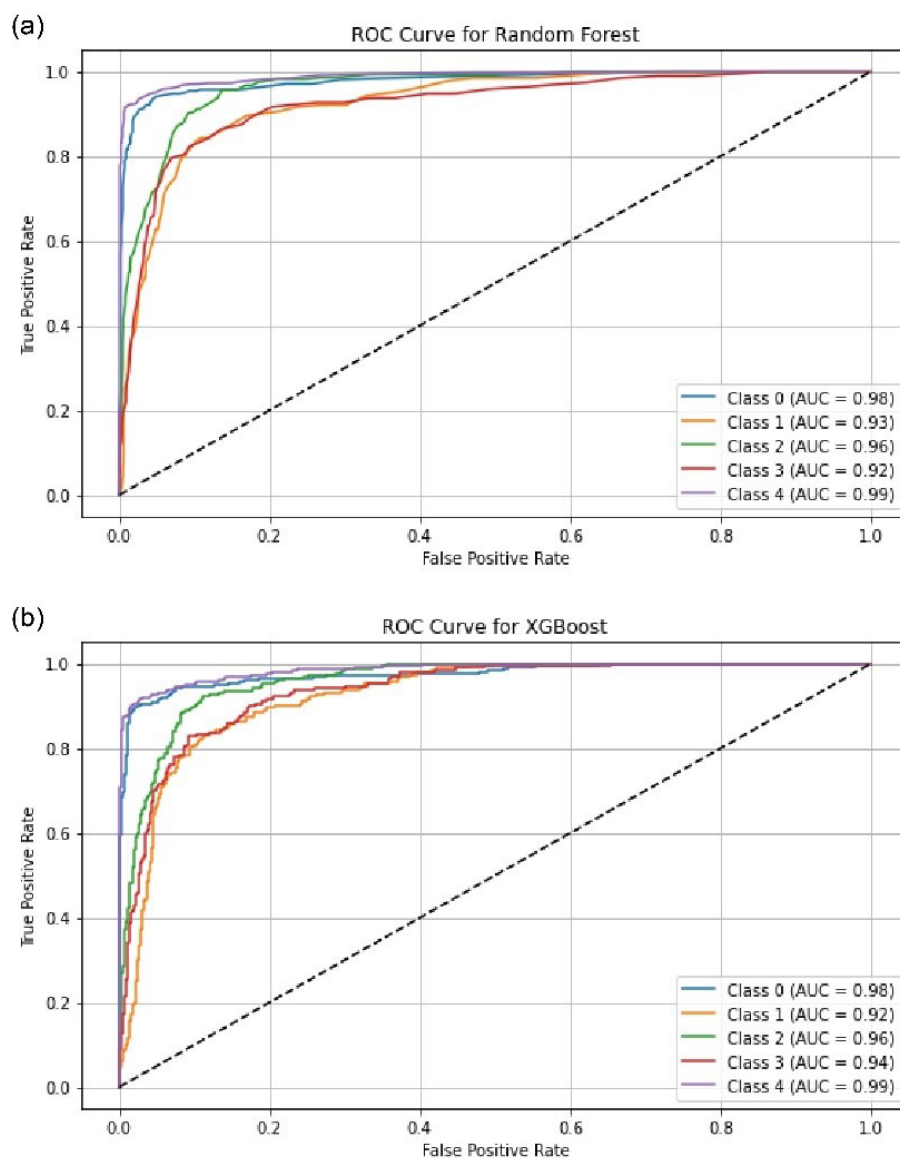 (a)
ROC Curve for Random Forest
True Positive Rate
1.0
0.8
0.6
0.4
0.2
0.0
Class 0 (AUC = 0.98)
Class 1 (AUC = 0.93)
Class 2 (AUC = 0.96)
Class 3 (AUC = 0.92)
Class 4 (AUC = 0.99)
0.0 0.2 0.4 0.6 0.8 1.0
False Positive Rate
(b)
ROC Curve for XGBoost
True Positive Rate
1.0
0.8
0.6
0.4
0.2
0.0
Class 0 (AUC = 0.98)
Class 1 (AUC = 0.92)
Class 2 (AUC = 0.96)
Class 3 (AUC = 0.94)
Class 4 (AUC = 0.99)
0.0 0.2 0.4 0.6 0.8 1.0
False Positive Rate